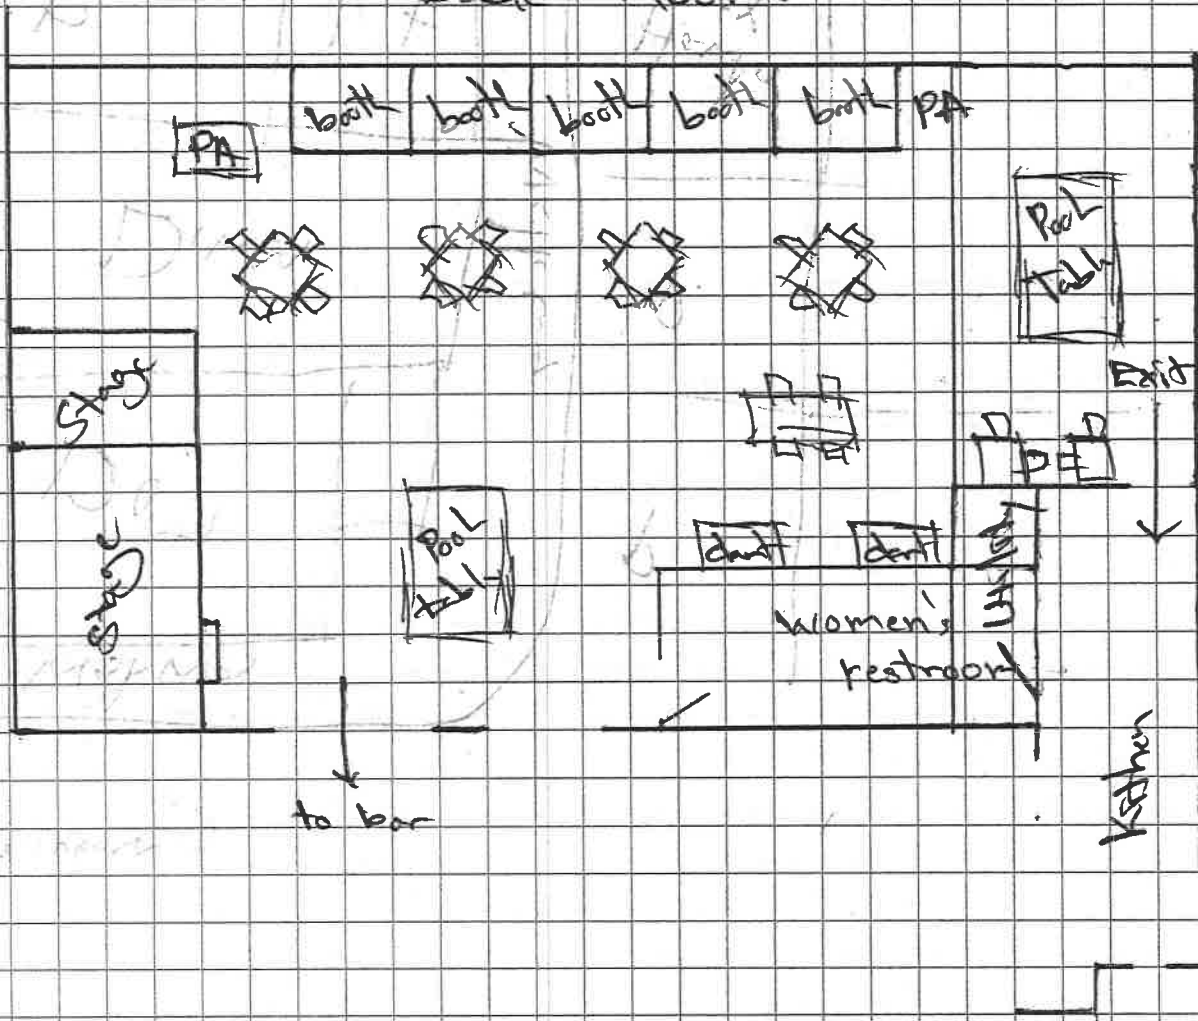 booth
booth
booth
booth
booth
PA
PA
Pool
Table
Exit
Stage
Stage
Pool
table
dart
dart
Utility
women's
restroom
Kitchen
to bar